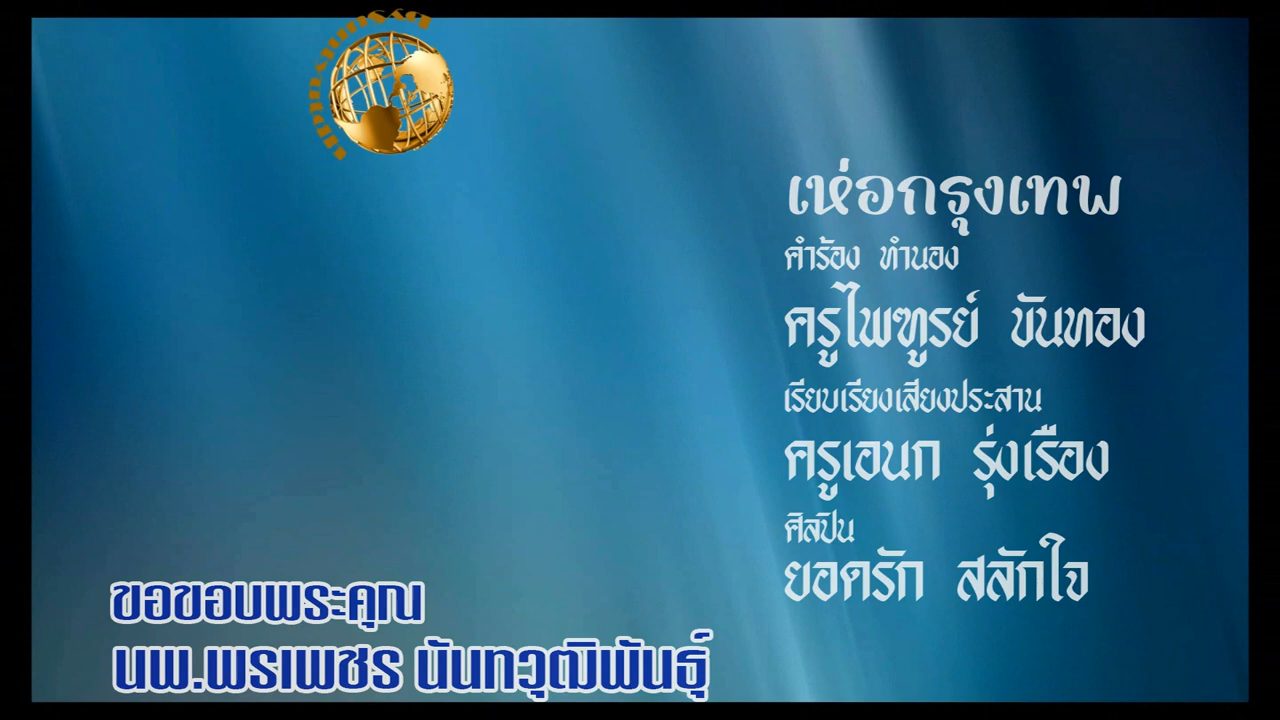 เห่อกรุงเทพ
คำร้อง ทำนอง
ครูไพฑูรย์ ขันทอง
เรียบเรียงเสียงประสาน
ครูเอนก รุ่งเรือง
ศิลปิน
ยอดรัก สลักใจ
ขอขอบพระคุณ
นพ.พรเพชร นันทวุฒิพันธุ์